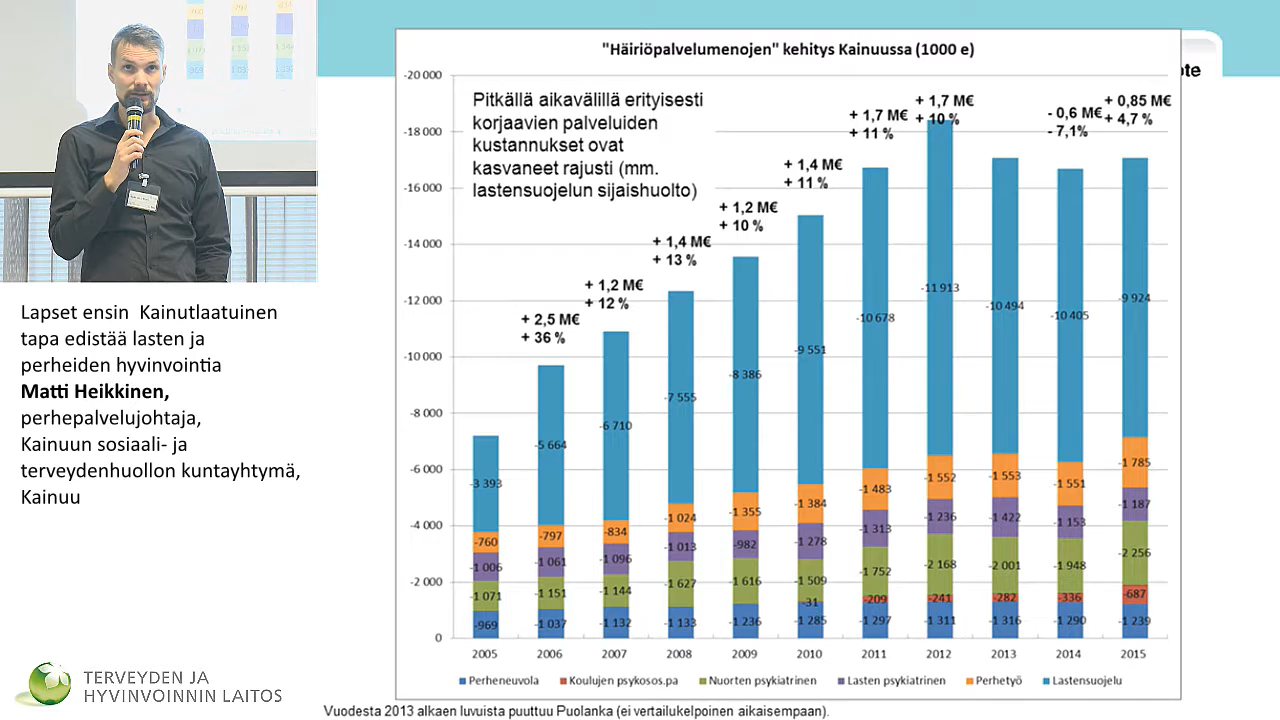 "Häiriöpalvelumenojen" kehitys Kainuussa (1000 e)
ote
Pitkällä aikavälillä erityisesti
korjaavien palveluiden
kustannukset ovat
kasvaneet rajusti (mm.
lastensuojelun sijaishuolto)
-20 000
-18 000
-16 000
-14 000
-12 000
-10 000
-8 000
-6 000
-4 000
-2 000
0
+ 2,5 M€
+ 36 %
+ 1,2 M€
+ 12 %
+ 1,4 M€
+ 13 %
+ 1,2 M€
+ 10 %
+ 1,4 M€
+ 11 %
+ 1,7 M€
+ 11 %
+ 1,7 M€
+ 10 %
- 0,6 M€
- 7,1%
+ 0,85 M€
+ 4,7 %
-3 393
-760
-1 006
-1 071
-969
2005
-5 664
-797
-1 061
-1 151
-1 037
2006
-6 710
-834
-1 096
-1 144
-1 132
2007
-7 555
-1 024
-1 013
-1 627
-1 133
2008
-8 386
-1 355
-982
-1 616
-1 236
2009
-9 551
-1 384
-1 278
-1 509
-31
-1 285
2010
-10 678
-1 483
-1 313
-1 752
-209
-1 297
2011
-11 913
-1 552
-1 236
-2 168
-241
-1 311
2012
-10 494
-1 553
-1 422
-2 001
-282
-1 316
2013
-10 405
-1 551
-1 153
-1 948
-336
-1 290
2014
-9 924
-1 785
-1 187
-2 256
-687
-1 239
2015
Perheneuvola Koulujen psykosos.pa Nuorten psykiatrinen Lasten psykiatrinen Perhetyö Lastensuojelu
Vuodesta 2013 alkaen luvuista puuttuu Puolanka (ei vertailukelpoinen aikaisempaan).
Lapset ensin Kainutlaatuinen
tapa edistää lasten ja
perheiden hyvinvointia
Matti Heikkinen,
perhepalvelujohtaja,
Kainuun sosiaali- ja
terveydenhuollon kuntayhtymä,
Kainuu
TERVEYDEN JA
HYVINVOINNIN LAITOS